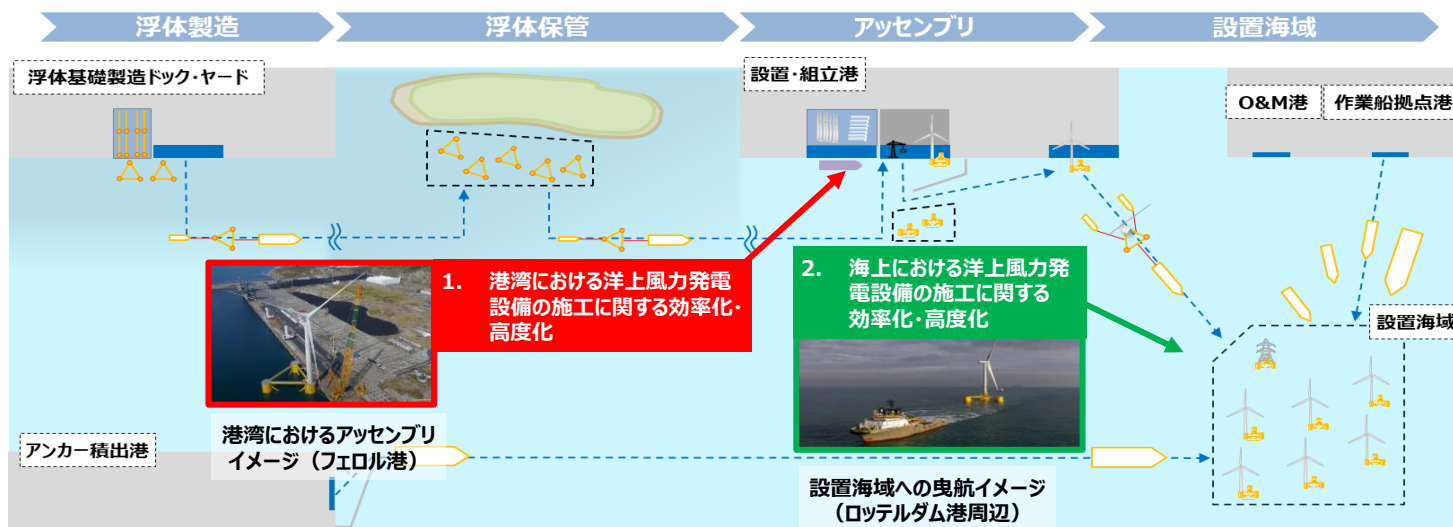 浮体製造
浮体保管
アッセンブリ
設置海域
浮体基礎製造ドック・ヤード
設置・組立港
O&M港
作業船拠点港
1. 港湾における洋上風力発電
設備の施工に関する効率化・
高度化
2. 海上における洋上風力発
電設備の施工に関する
効率化・高度化
設置海域
港湾におけるアッセンブリ
イメージ（フェロル港）
アンカー積出港
設置海域への曳航イメージ
（ロッテルダム港周辺）